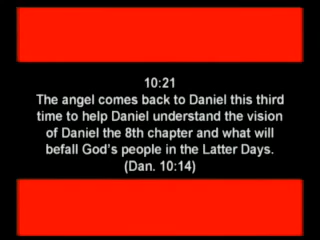 10:21
The angel comes back to Daniel this third
time to help Daniel understand the vision
of Daniel the 8th chapter and what will
befall God's people in the Latter Days.
(Dan. 10:14)